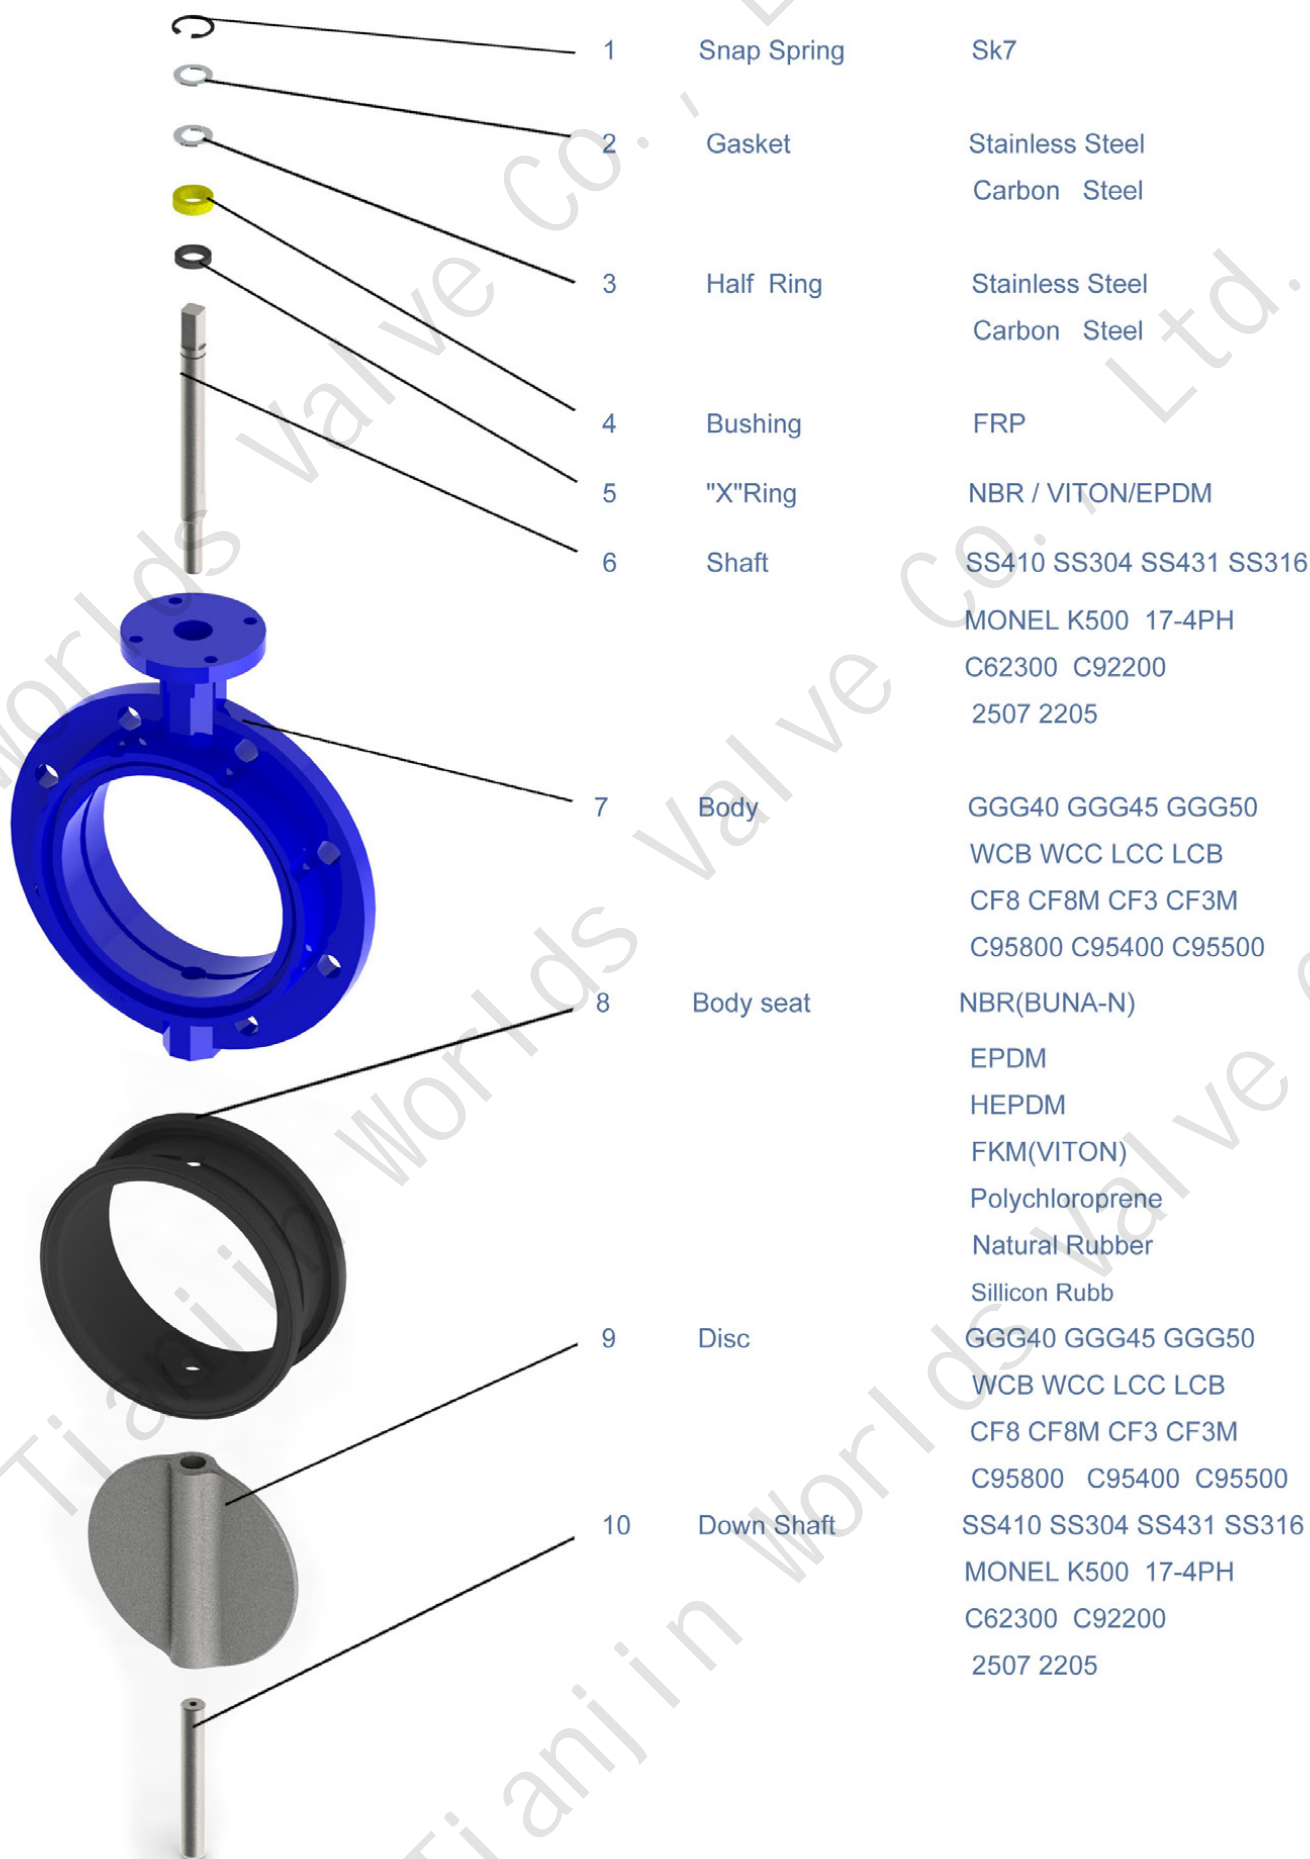 1 Snap Spring Sk7
2 Gasket Stainless Steel
Carbon Steel
3 Half Ring Stainless Steel
Carbon Steel
4 Bushing FRP
5 "X"Ring NBR / VITON/EPDM
6 Shaft SS410 SS304 SS431 SS316
MONEL K500 17-4PH
C62300 C92200
2507 2205
7 Body GGG40 GGG45 GGG50
WCB WCC LCC LCB
CF8 CF8M CF3 CF3M
C95800 C95400 C95500
8 Body seat NBR(BUNA-N)
EPDM
HEPDM
FKM(VITON)
Polychloroprene
Natural Rubber
Sillicon Rubb
9 Disc GGG40 GGG45 GGG50
WCB WCC LCC LCB
CF8 CF8M CF3 CF3M
C95800 C95400 C95500
10 Down Shaft SS410 SS304 SS431 SS316
MONEL K500 17-4PH
C62300 C92200
2507 2205
Worlds Valve Co., L
Tianjin Worlds Valve Co., Ltd.
Tianjin Worlds Valve C